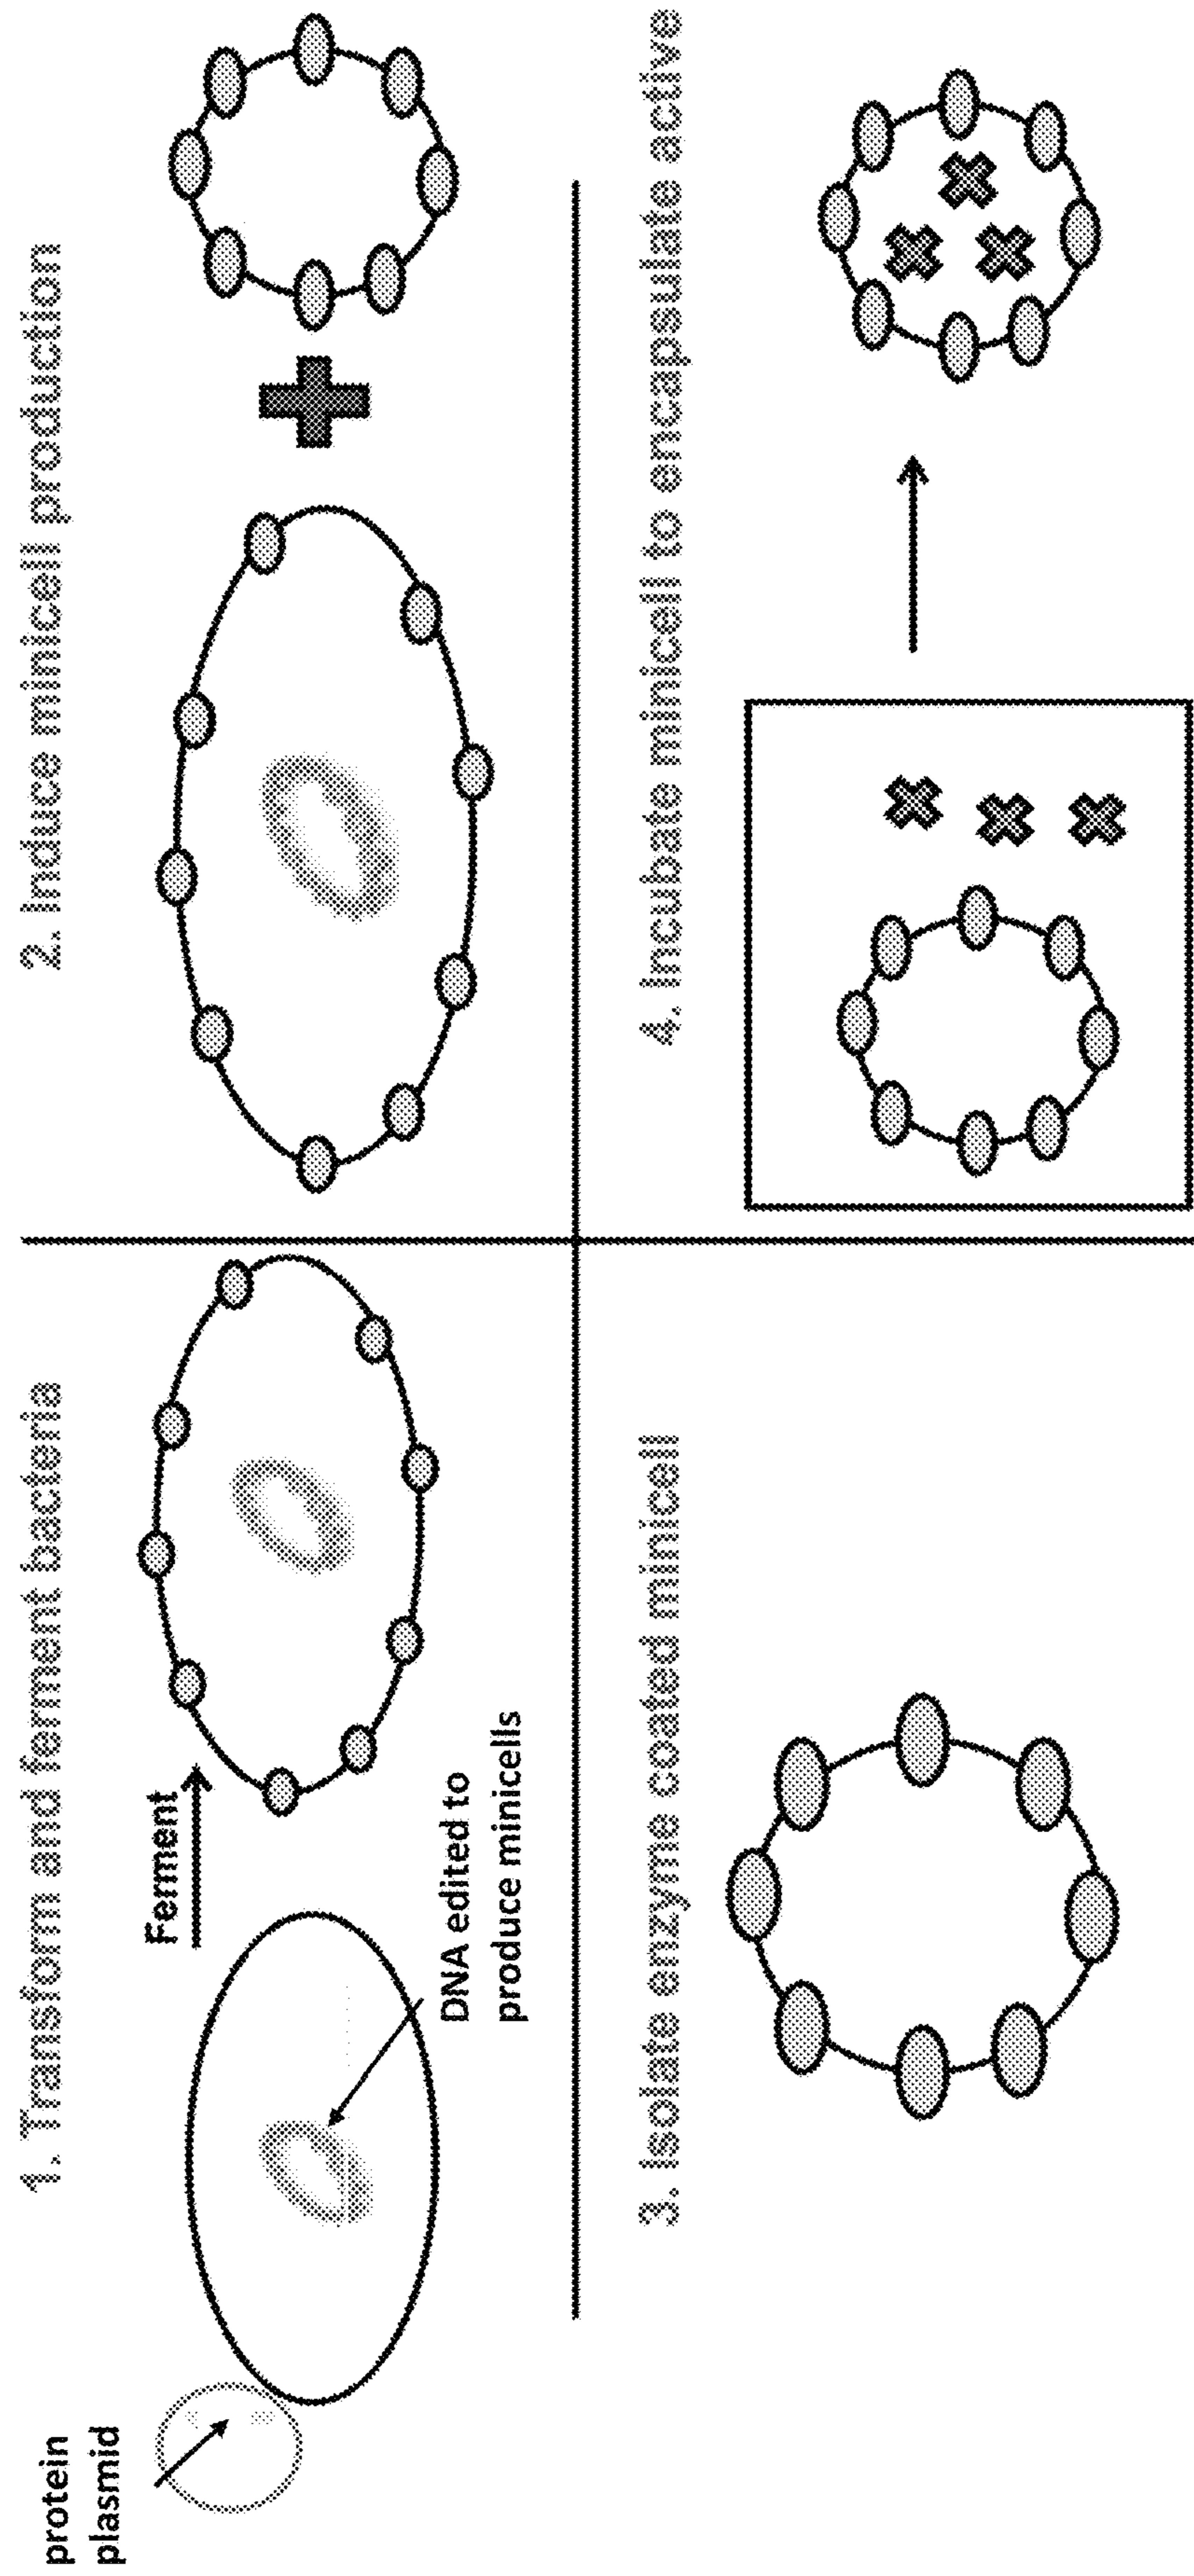 1. Transform and ferment bacteria
protein
plasmid
Ferment
DNA edited to
produce minicells
2. Induce minicell production
3. Isolate enzyme coated minicell
4. Incubate minicell to encapsulate active